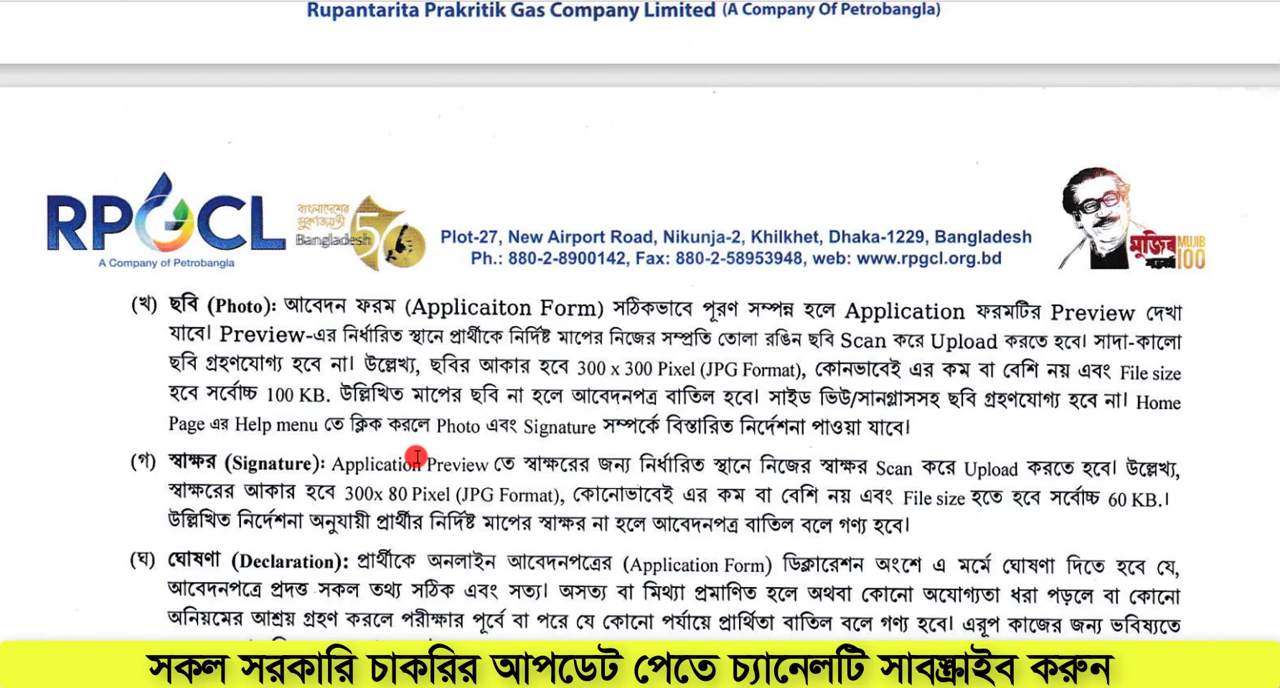 Rupantarita Prakritik Gas Company Limited (A Company Of Petrobangla)
RPGCL
A Company of Petrobangla
বাংলাদেশের
সুবর্ণজয়ন্তী
50
Bangladesh
Plot-27, New Airport Road, Nikunja-2, Khilkhet, Dhaka-1229, Bangladesh
Ph.: 880-2-8900142, Fax: 880-2-58953948, web: www.rpgcl.org.bd
মুজিব MUJIB
শতবর্ষ 100
(খ) ছবি (Photo): আবেদন ফরম (Applicaiton Form) সঠিকভাবে পূরণ সম্পন্ন হলে Application ফরমটির Preview দেখা
যাবে। Preview-এর নির্ধারিত স্থানে প্রার্থীকে নির্দিষ্ট মাপের নিজের সম্প্রতি তোলা রঙিন ছবি Scan করে Upload করতে হবে। সাদা-কালো
ছবি গ্রহণযোগ্য হবে না। উল্লেখ্য, ছবির আকার হবে 300 x 300 Pixel (JPG Format), কোনভাবেই এর কম বা বেশি নয় এবং File size
হবে সর্বোচ্চ 100 KB. উল্লিখিত মাপের ছবি না হলে আবেদনপত্র বাতিল হবে। সাইড ভিউ/সানগ্লাসসহ ছবি গ্রহণযোগ্য হবে না। Home
Page এর Help menu তে ক্লিক করলে Photo এবং Signature সম্পর্কে বিস্তারিত নির্দেশনা পাওয়া যাবে।
(গ) স্বাক্ষর (Signature): Application Preview তে স্বাক্ষরের জন্য নির্ধারিত স্থানে নিজের স্বাক্ষর Scan করে Upload করতে হবে। উল্লেখ্য,
স্বাক্ষরের আকার হবে 300x 80 Pixel (JPG Format), কোনোভাবেই এর কম বা বেশি নয় এবং File size হতে হবে সর্বোচ্চ 60 KB.।
উল্লিখিত নির্দেশনা অনুযায়ী প্রার্থীর নির্দিষ্ট মাপের স্বাক্ষর না হলে আবেদনপত্র বাতিল বলে গণ্য হবে।
(ঘ) ঘোষণা (Declaration): প্রার্থীকে অনলাইন আবেদনপত্রের (Application Form) ডিক্লারেশন অংশে এ মর্মে ঘোষণা দিতে হবে যে,
আবেদনপত্রে প্রদত্ত সকল তথ্য সঠিক এবং সত্য। অসত্য বা মিথ্যা প্রমাণিত হলে অথবা কোনো অযোগ্যতা ধরা পড়লে বা কোনো
অনিয়মের আশ্রয় গ্রহণ করলে পরীক্ষার পূর্বে বা পরে যে কোনো পর্যায়ে প্রার্থিতা বাতিল বলে গণ্য হবে। এরূপ কাজের জন্য ভবিষ্যতে
সকল সরকারি চাকরির আপডেট পেতে চ্যানেলটি সাবস্ক্রাইব করুন